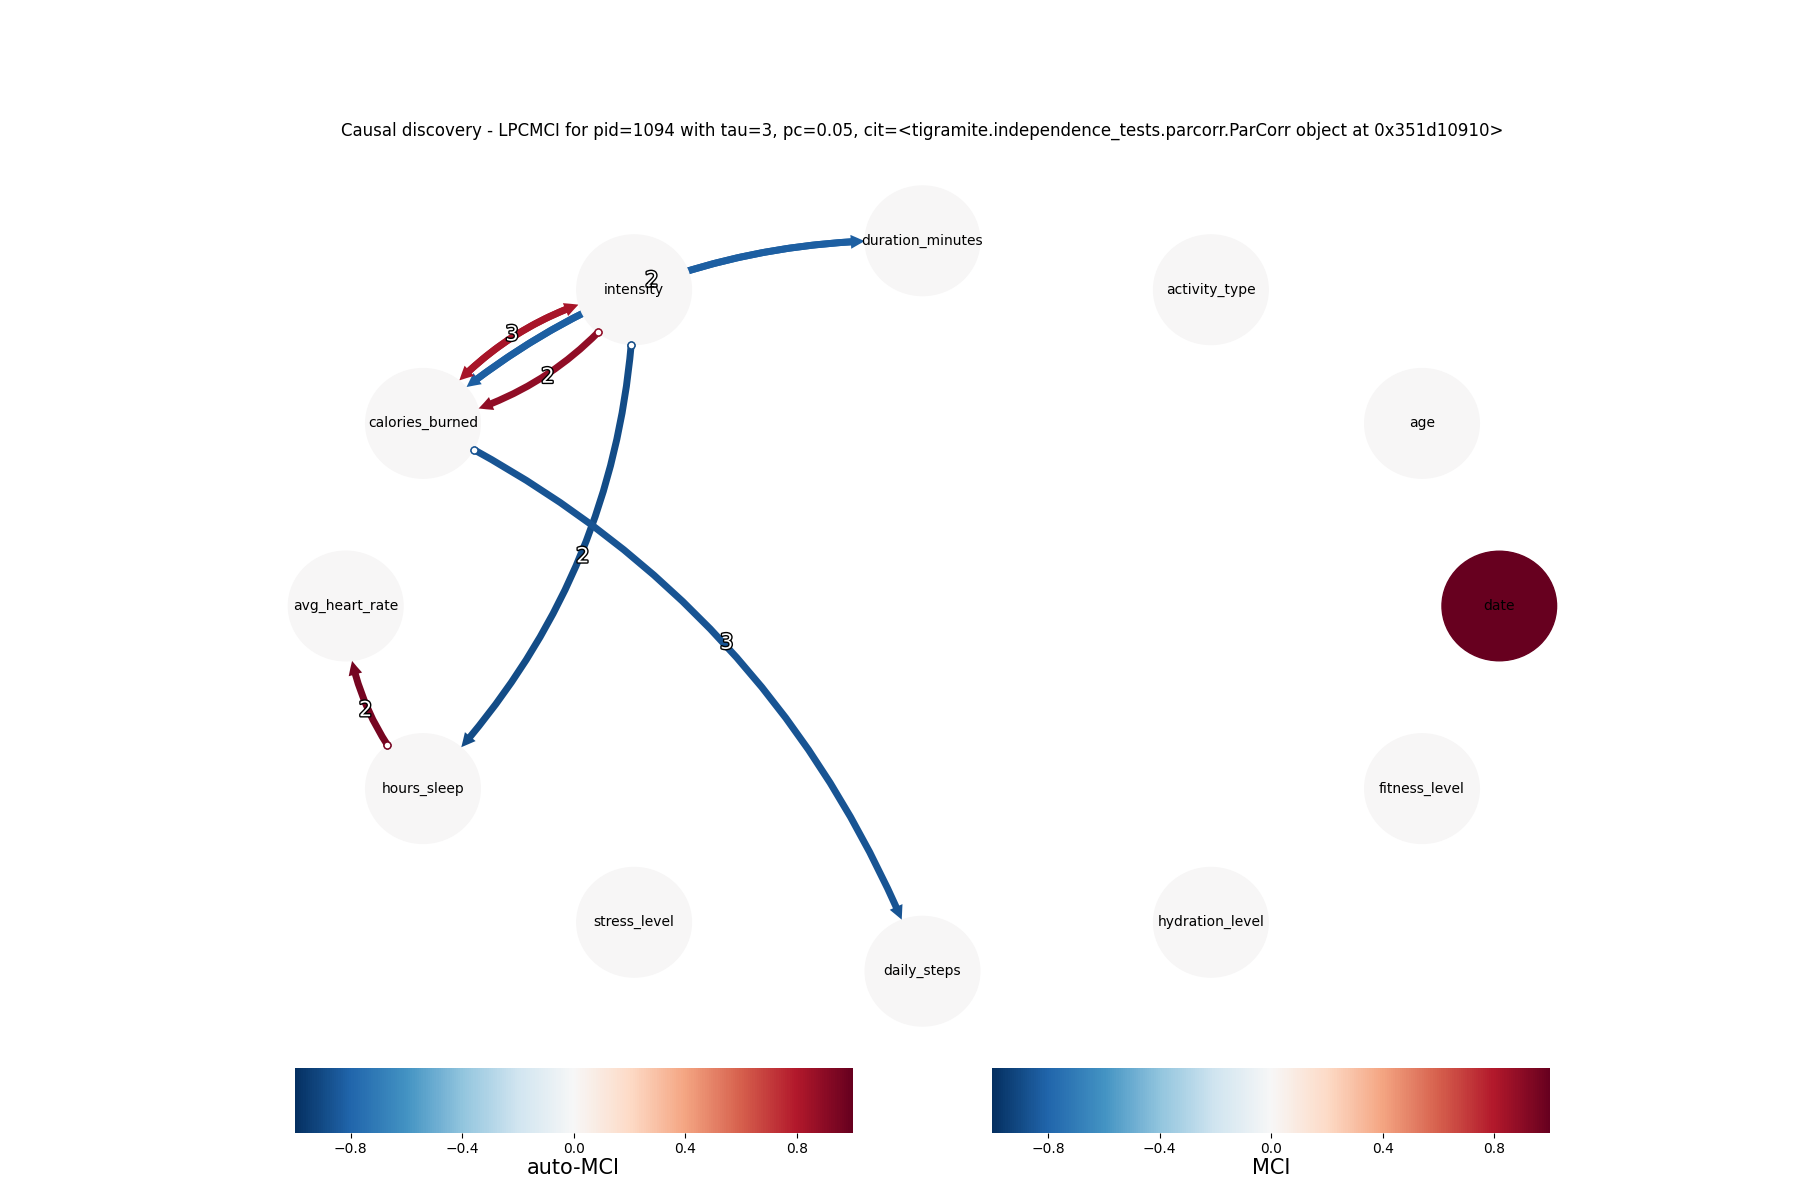 Causal discovery - LPCMCI for pid=1094 with tau=3, pc=0.05, cit=<tigramite.independence_tests.parcorr.ParCorr object at 0x351d10910>
duration_minutes
2
intensity
activity_type
3
2
calories_burned
age
2
avg_heart_rate
date
3
2
hours_sleep
fitness_level
stress_level
hydration_level
daily_steps
−0.8 −0.4 0.0 0.4 0.8
auto-MCI
−0.8 −0.4 0.0 0.4 0.8
MCI